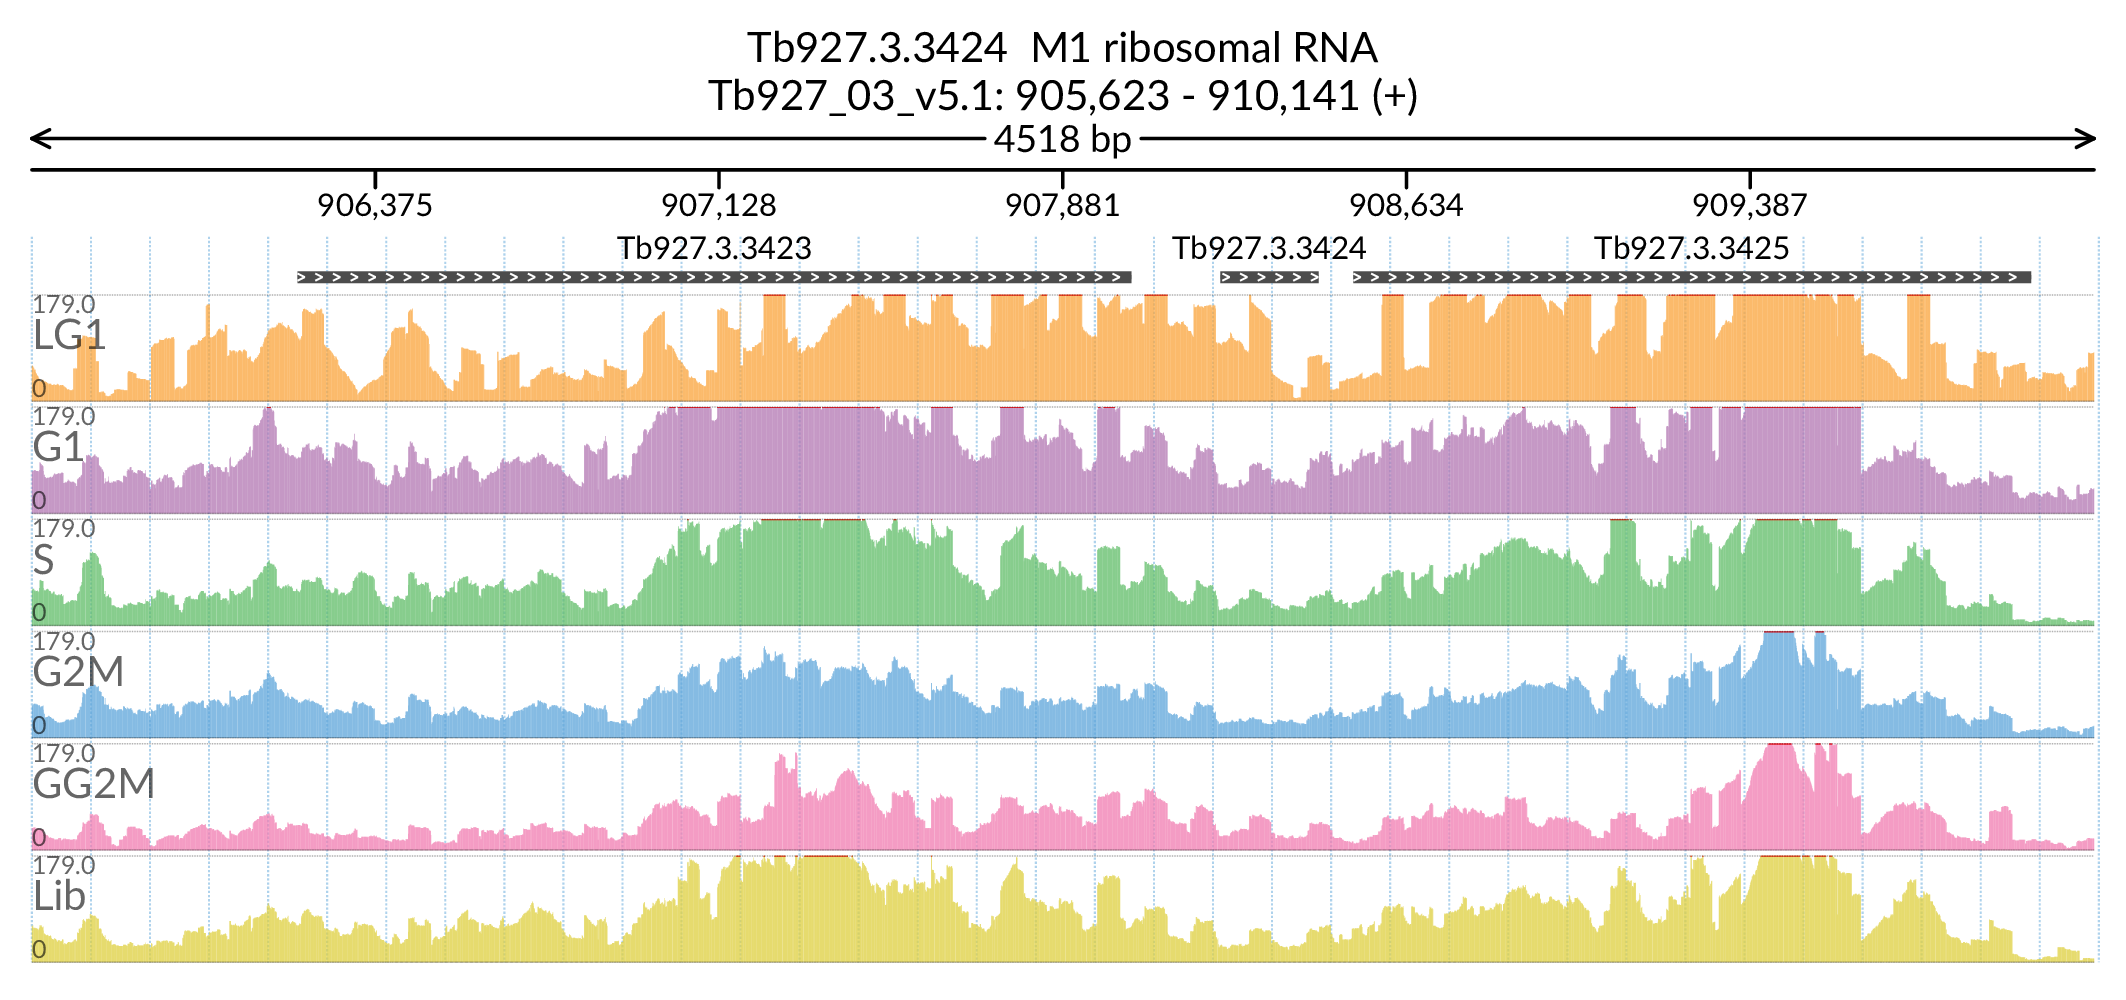 Tb927.3.3424  M1 ribosomal RNA
Tb927_03_v5.1: 905,623 - 910,141 (+)
4518 bp
906,375 907,128 907,881 908,634 909,387
Tb927.3.3423 Tb927.3.3424 Tb927.3.3425
179.0
LG1
0
179.0
G1
0
179.0
S
0
179.0
G2M
0
179.0
GG2M
0
179.0
Lib
0